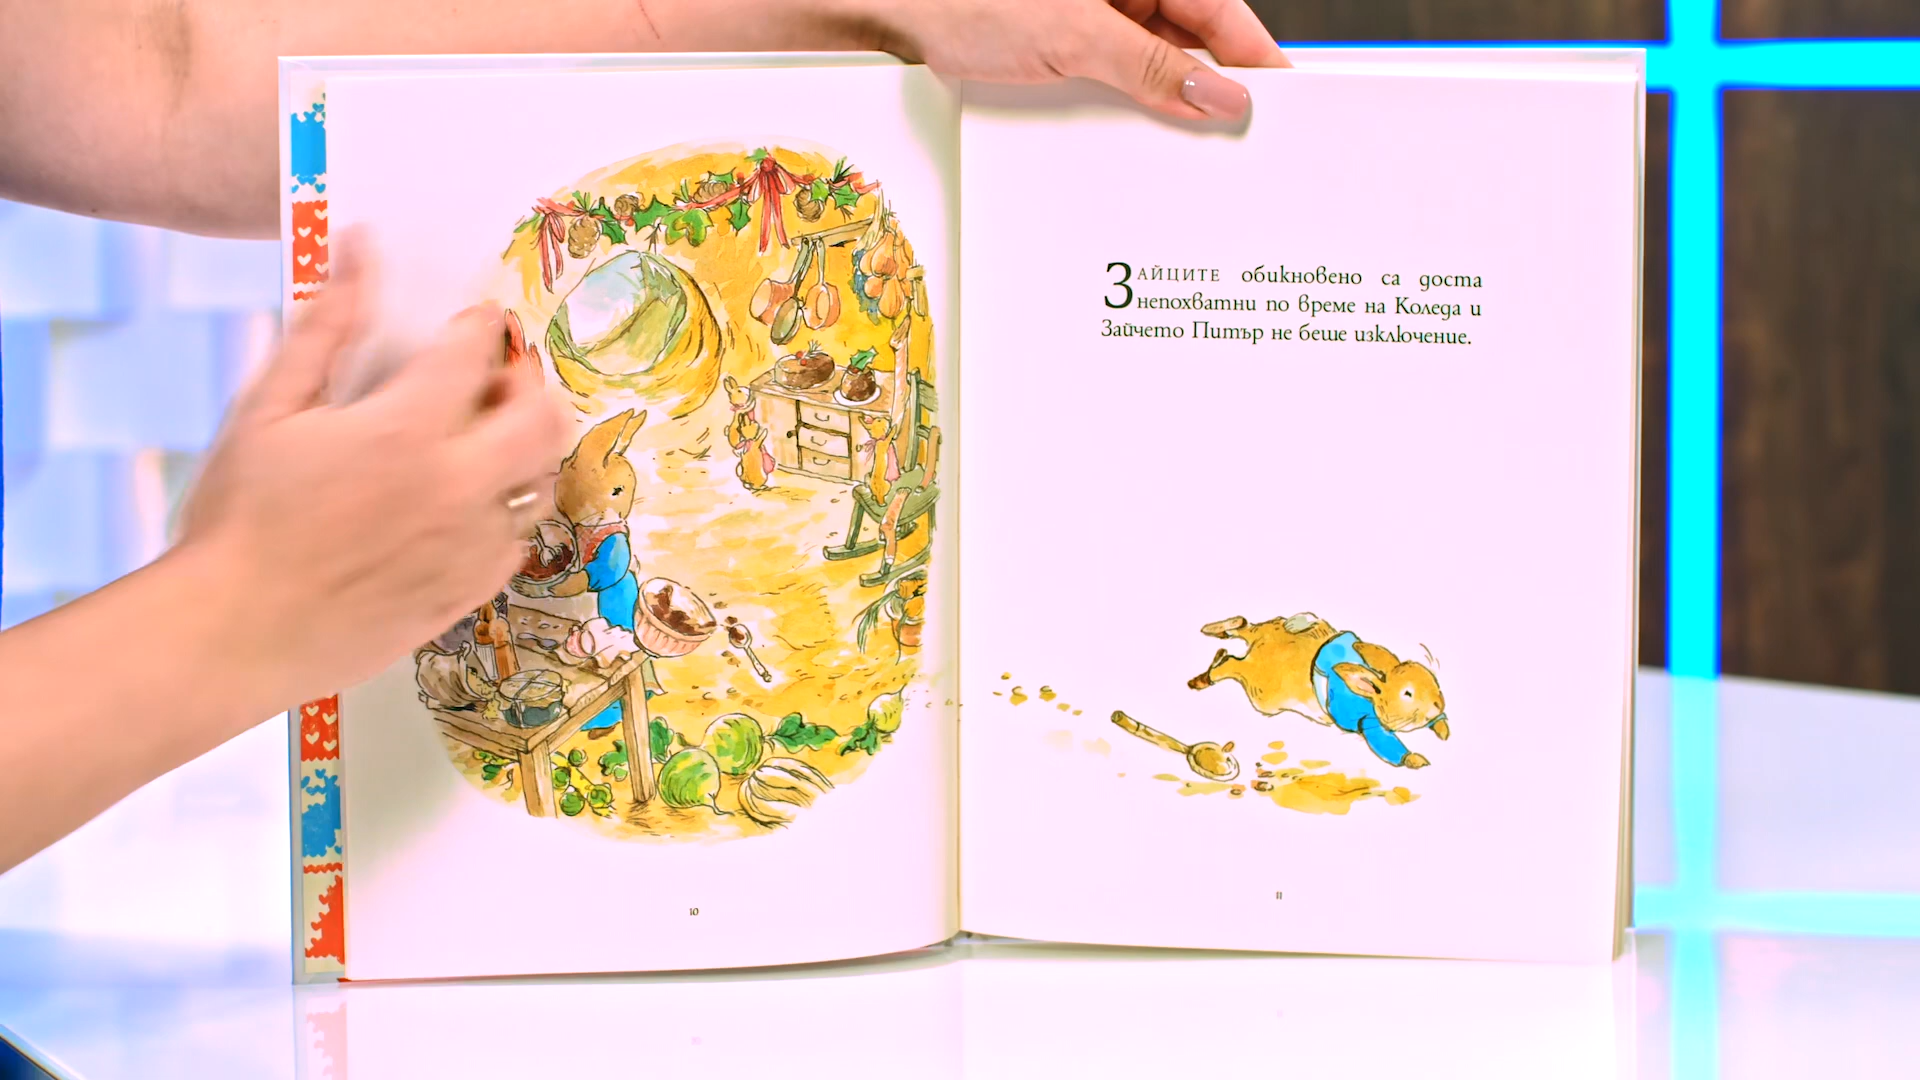 ЗАЙЦИТЕ обикновено са доста
непохватни по време на Коледа и
Зайчето Питър не беше изключение.
10
11